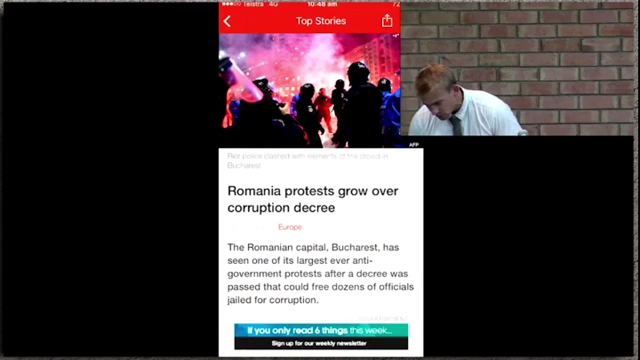 Telstra 4G 10:48 am 72
Top Stories
AFP
Riot police clashed with elements of the crowd in
Bucharest
Romania protests grow over
corruption decree
Europe
The Romanian capital, Bucharest, has
seen one of its largest ever anti-
government protests after a decree was
passed that could free dozens of officials
jailed for corruption.
If you only read 6 things this week...
Sign up for our weekly newsletter